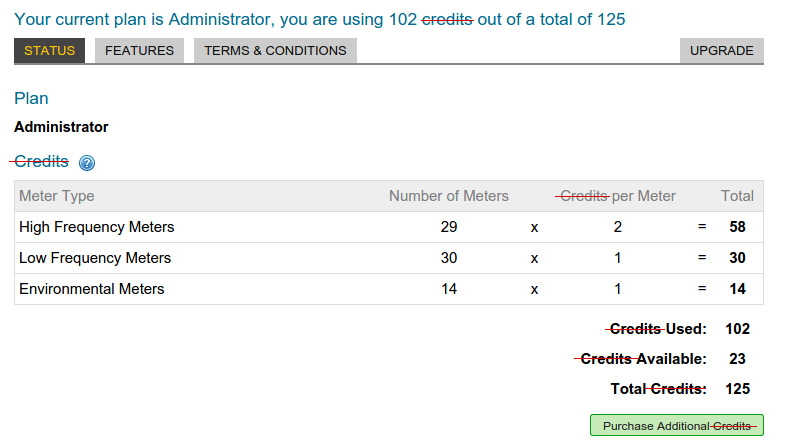 Your current plan is Administrator, you are using 102 credits out of a total of 125
STATUS FEATURES TERMS & CONDITIONS UPGRADE
Plan
Administrator
Credits ?
Meter Type Number of Meters Credits per Meter Total
High Frequency Meters 29 x 2 = 58
Low Frequency Meters 30 x 1 = 30
Environmental Meters 14 x 1 = 14
Credits Used: 102
Credits Available: 23
Total Credits: 125
Purchase Additional Credits